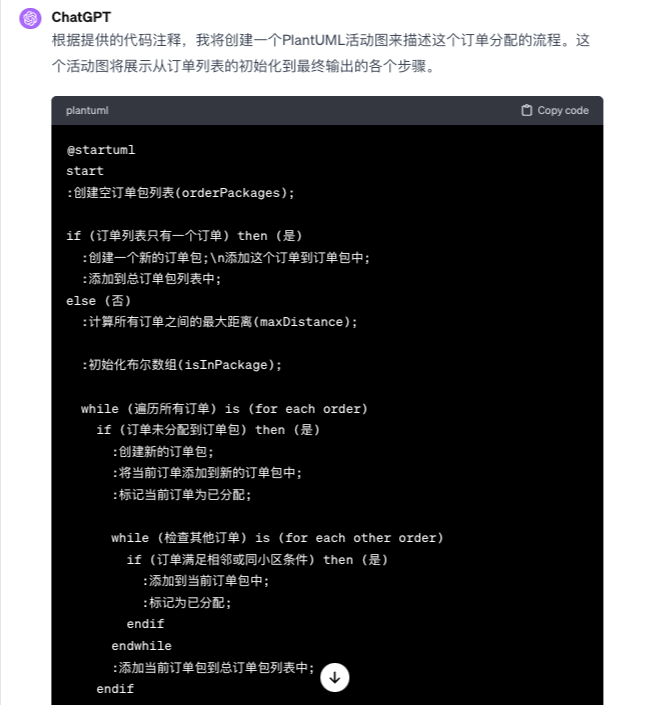 ChatGPT
根据提供的代码注释，我将创建一个PlantUML活动图来描述这个订单分配的流程。这
个活动图将展示从订单列表的初始化到最终输出的各个步骤。
plantuml
Copy code
@startuml
start
:创建空订单包列表(orderPackages);
if (订单列表只有一个订单) then (是)
:创建一个新的订单包;\n添加这个订单到订单包中;
:添加到总订单包列表中;
else (否)
:计算所有订单之间的最大距离(maxDistance);
:初始化布尔数组(isInPackage);
while (遍历所有订单) is (for each order)
if (订单未分配到订单包) then (是)
:创建新的订单包;
:将当前订单添加到新的订单包中;
:标记当前订单为已分配;
while (检查其他订单) is (for each other order)
if (订单满足相邻或同小区条件) then (是)
:添加到当前订单包中;
:标记为已分配;
endif
endwhile
:添加当前订单包到总订单包列表中;
endif